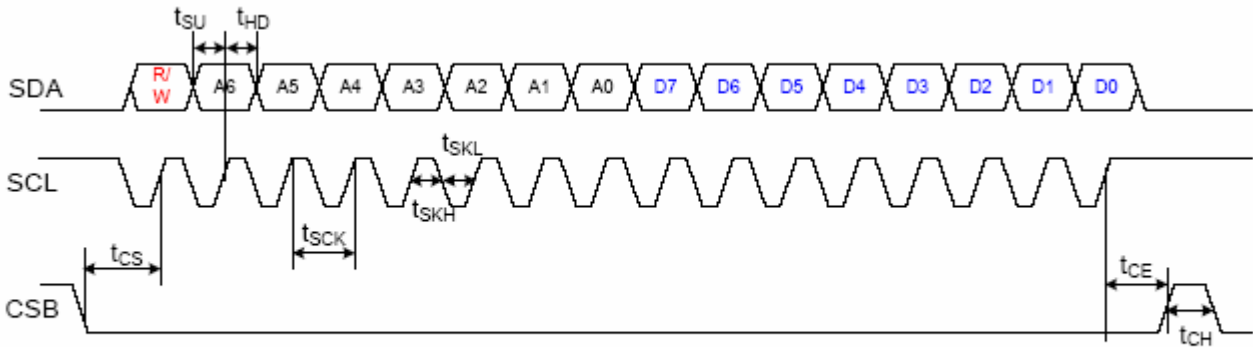 tSU tHD
SDA R/W A6 A5 A4 A3 A2 A1 A0 D7 D6 D5 D4 D3 D2 D1 D0
tSKL
SCL
tSKH
tSCK
tCS tCE
CSB
tCH